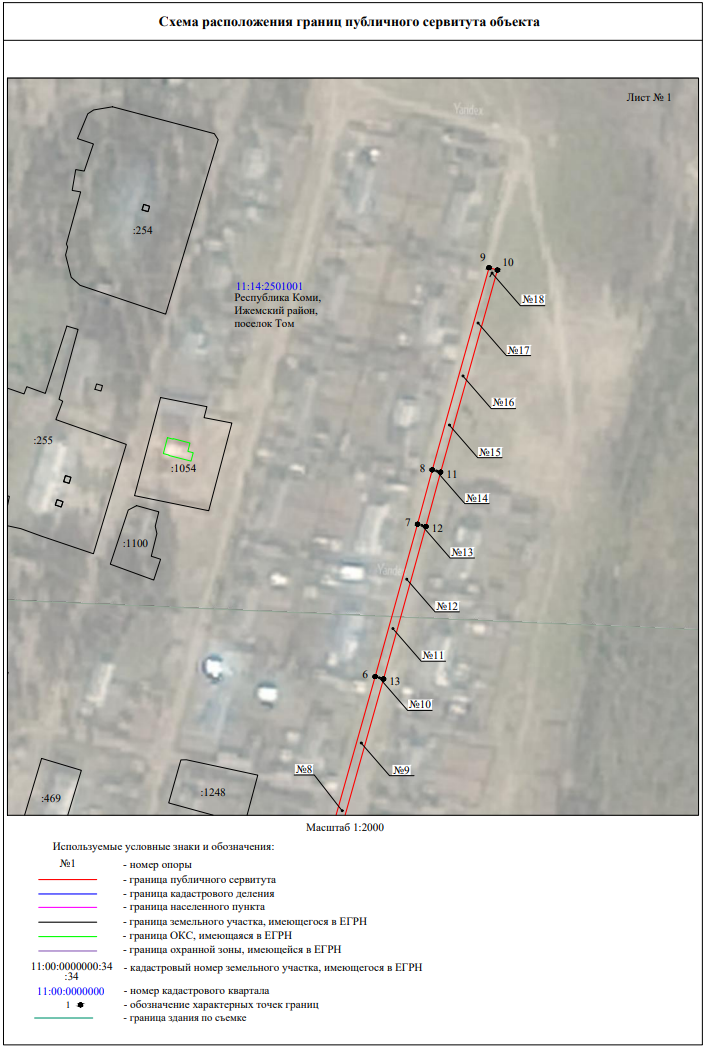 Схема расположения границ публичного сервитута объекта
Лист № 1
Yandex
:254
9
10
11:14:2501001
Республика Коми,
Ижемский район,
поселок Том
№18
№17
№16
:255
:1054
№15
8
11
№14
7
12
:1100
№13
Yandex
№12
№11
6
13
№10
№8
№9
:469
:1248
Масштаб 1:2000
Используемые условные знаки и обозначения:
№1 - номер опоры
- граница публичного сервитута
- граница кадастрового деления
- граница населенного пункта
- граница земельного участка, имеющегося в ЕГРН
- граница ОКС, имеющаяся в ЕГРН
- граница охранной зоны, имеющейся в ЕГРН
11:00:0000000:34 - кадастровый номер земельного участка, имеющегося в ЕГРН
:34
11:00:0000000 - номер кадастрового квартала
1 - обозначение характерных точек границ
- граница здания по съемке